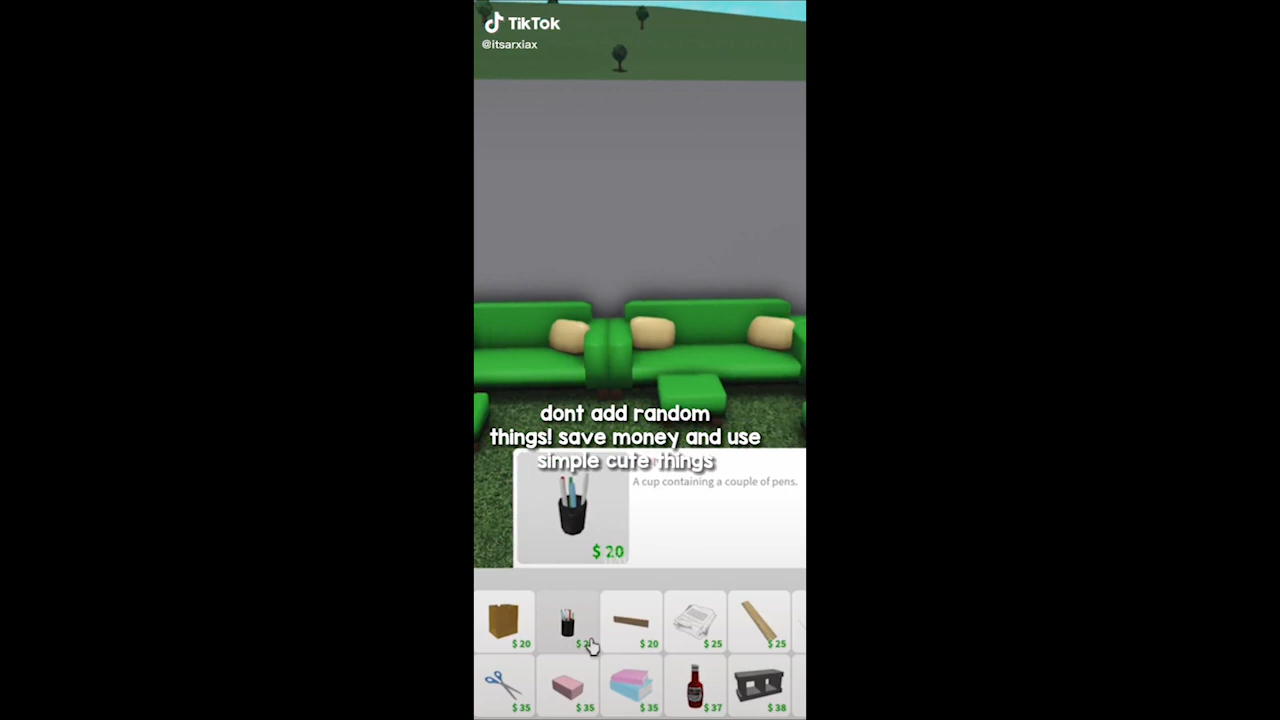 TikTok
@itsarxiax
dont add random
things! save money and use
simple cute things
A cup containing a couple of pens.
$ 20
$ 20
$ 20
$ 25
$ 25
$ 35
$ 35
$ 35
$ 37
$ 38